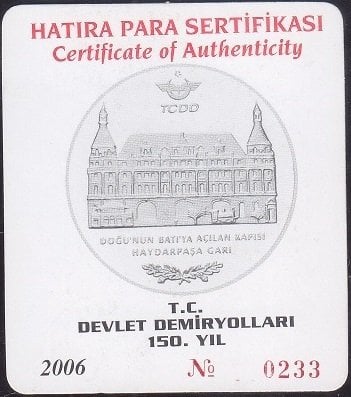 HATIRA PARA SERTİFİKASI
Certificate of Authenticity
TCDD
DOĞU'NUN BATI'YA AÇILAN KAPISI
HAYDARPAŞA GARI
T.C.
DEVLET DEMİRYOLLARI
150. YIL
2006 № 0233